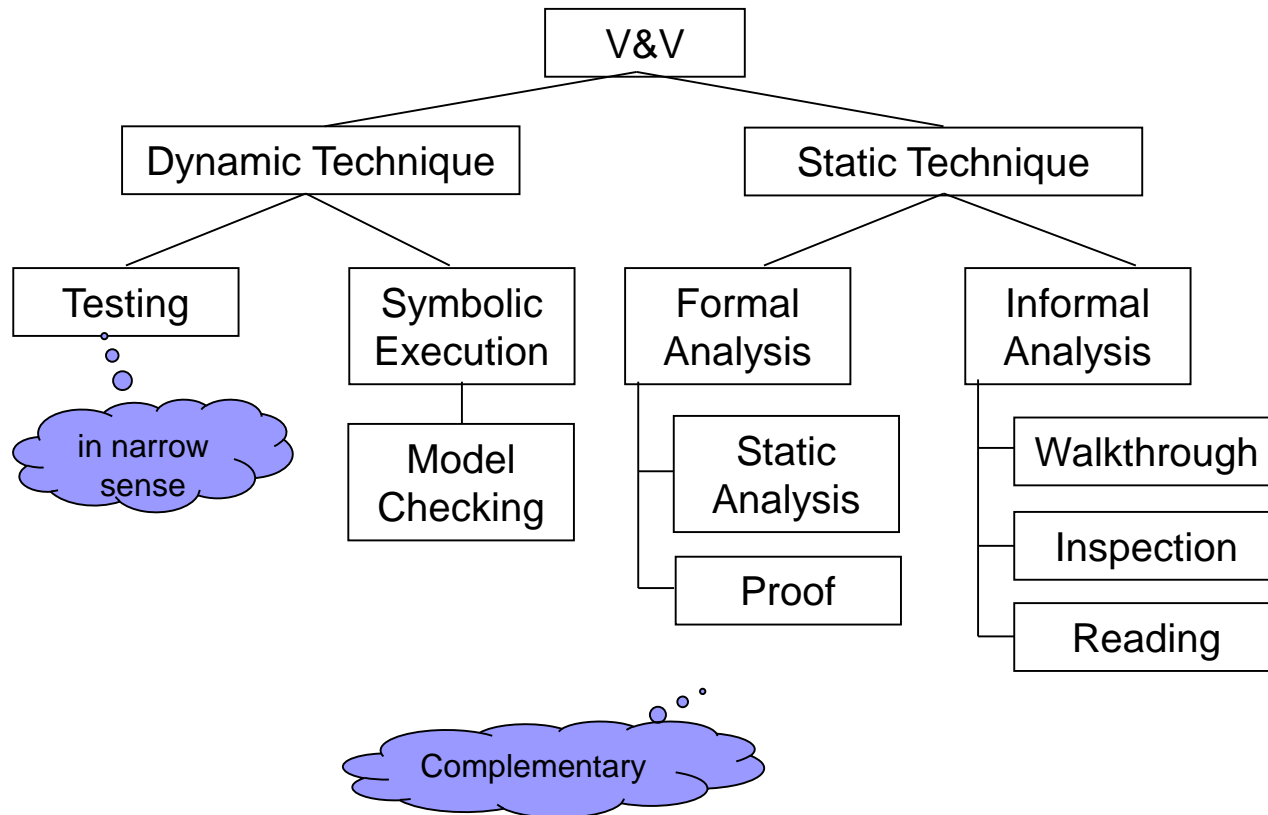 V&V
Dynamic Technique
Static Technique
Testing
Symbolic
Execution
Formal
Analysis
Informal
Analysis
in narrow
sense
Model
Checking
Static
Analysis
Proof
Walkthrough
Inspection
Reading
Complementary